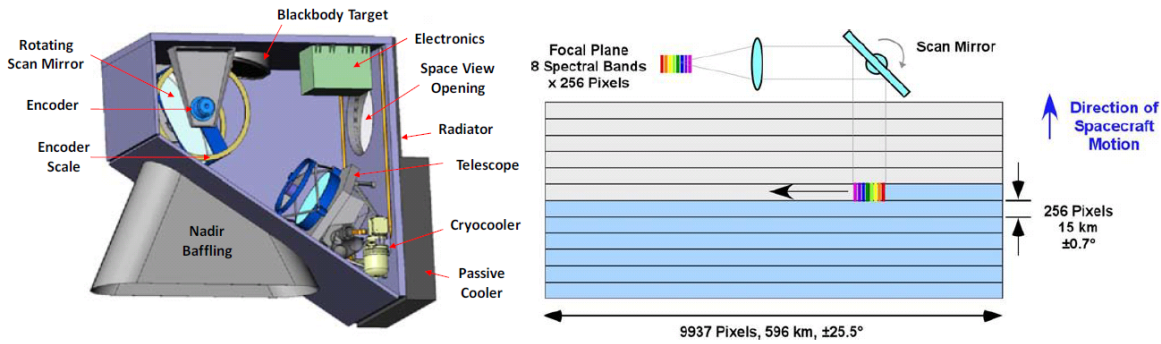 Blackbody Target
Rotating
Scan Mirror
Electronics
Space View
Opening
Encoder
Radiator
Encoder
Scale
Telescope
Nadir
Baffling
Cryocooler
Passive
Cooler
Focal Plane
8 Spectral Bands
x 256 Pixels
Scan Mirror
Direction of
Spacecraft
Motion
256 Pixels
15 km
±0.7°
9937 Pixels, 596 km, ±25.5°